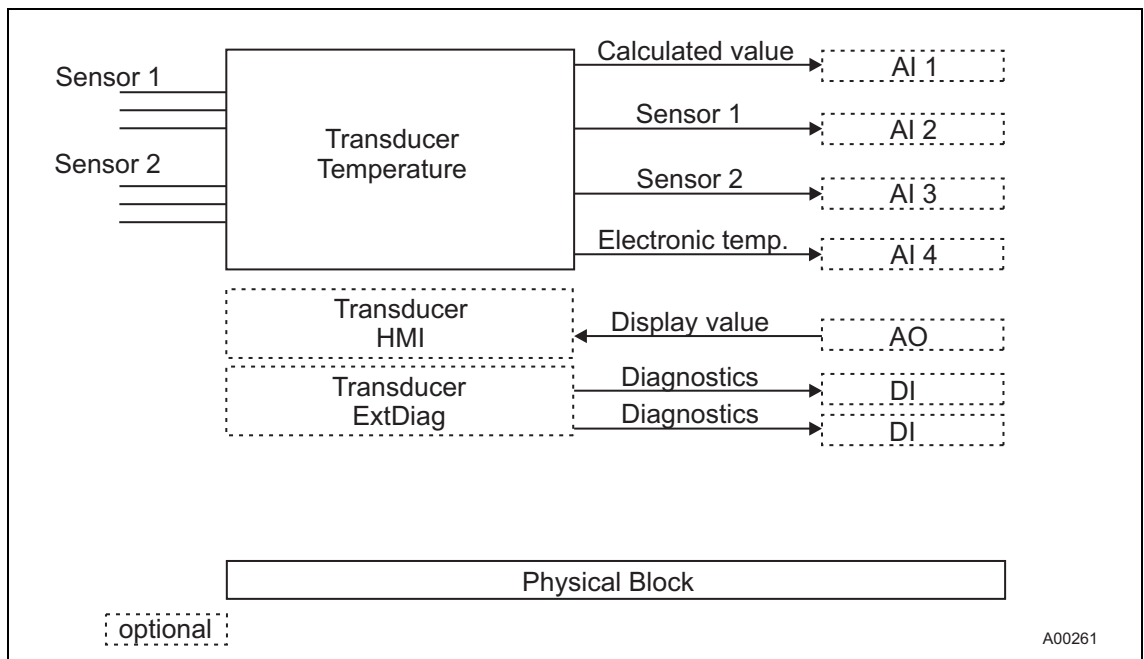 Sensor 1
Sensor 2
Transducer
Temperature
Calculated value
AI 1
Sensor 1
AI 2
Sensor 2
AI 3
Electronic temp.
AI 4
Transducer
HMI
Display value
AO
Transducer
ExtDiag
Diagnostics
DI
Diagnostics
DI
Physical Block
optional
A00261